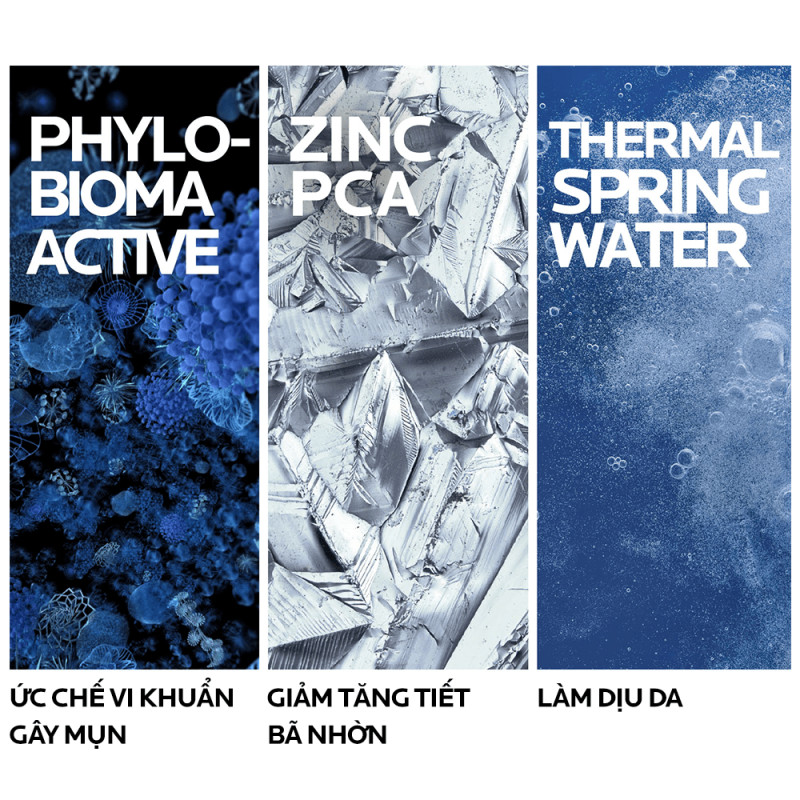 PHYLO-
BIOMA
ACTIVE
ZINC
PCA
THERMAL
SPRING
WATER
ỨC CHẾ VI KHUẨN
GÂY MỤN
GIẢM TĂNG TIẾT
BÃ NHỜN
LÀM DỊU DA